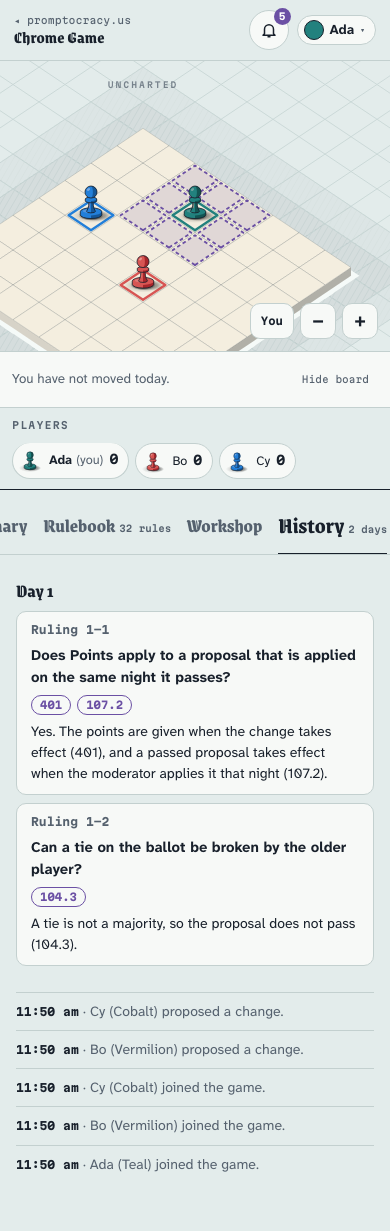 ◂ promptocracy.us
Chrome Game
5
Ada ▾
UNCHARTED
You
−
+
You have not moved today.
Hide board
PLAYERS
Ada (you) 0
Bo 0
Cy 0
ary
Rulebook 32 rules
Workshop
History 2 days
Day 1
Ruling 1-1
Does Points apply to a proposal that is applied
on the same night it passes?
401
107.2
Yes. The points are given when the change takes
effect (401), and a passed proposal takes effect
when the moderator applies it that night (107.2).
Ruling 1-2
Can a tie on the ballot be broken by the older
player?
104.3
A tie is not a majority, so the proposal does not pass
(104.3).
11:50 am · Cy (Cobalt) proposed a change.
11:50 am · Bo (Vermilion) proposed a change.
11:50 am · Cy (Cobalt) joined the game.
11:50 am · Bo (Vermilion) joined the game.
11:50 am · Ada (Teal) joined the game.